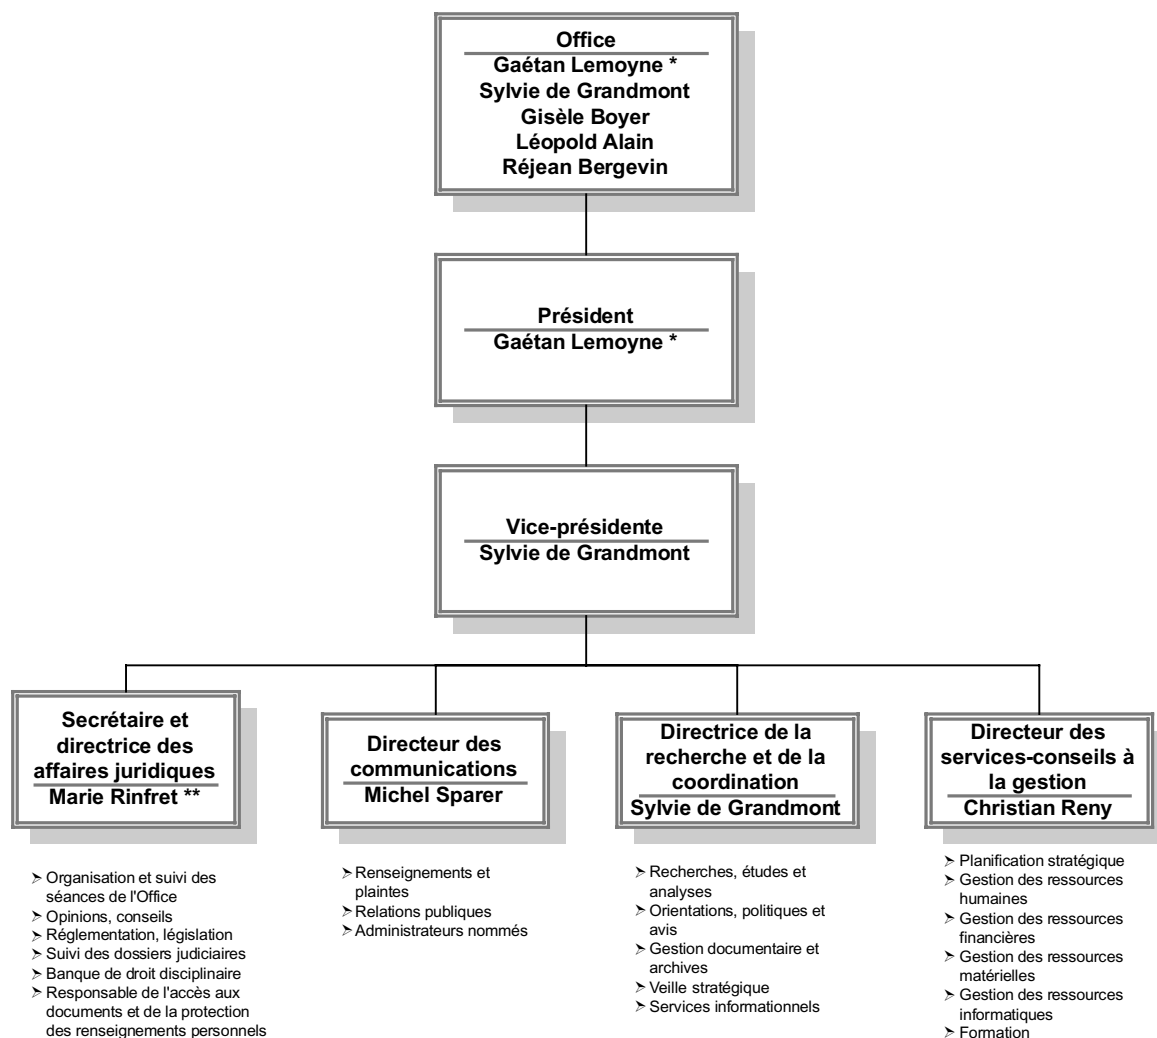 Office
Gaétan Lemoyne *
Sylvie de Grandmont
Gisèle Boyer
Léopold Alain
Réjean Bergevin
Président
Gaétan Lemoyne *
Vice-présidente
Sylvie de Grandmont
Secrétaire et
directrice des
affaires juridiques
Marie Rinfret **
Directeur des
communications
Michel Sparer
Directrice de la
recherche et de la
coordination
Sylvie de Grandmont
Directeur des
services-conseils à
la gestion
Christian Reny
➢ Organisation et suivi des
séances de l'Office
➢ Opinions, conseils
➢ Réglementation, législation
➢ Suivi des dossiers judiciaires
➢ Banque de droit disciplinaire
➢ Responsable de l'accès aux
documents et de la protection
des renseignements personnels
➢ Renseignements et
plaintes
➢ Relations publiques
➢ Administrateurs nommés
➢ Recherches, études et
analyses
➢ Orientations, politiques et
avis
➢ Gestion documentaire et
archives
➢ Veille stratégique
➢ Services informationnels
➢ Planification stratégique
➢ Gestion des ressources
humaines
➢ Gestion des ressources
financières
➢ Gestion des ressources
matérielles
➢ Gestion des ressources
informatiques
➢ Formation